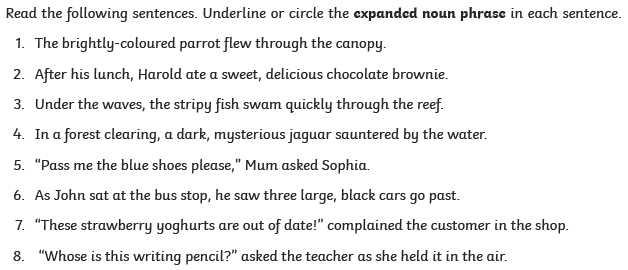 Read the following sentences. Underline or circle the expanded noun phrase in each sentence.
1. The brightly-coloured parrot flew through the canopy.
2. After his lunch, Harold ate a sweet, delicious chocolate brownie.
3. Under the waves, the stripy fish swam quickly through the reef.
4. In a forest clearing, a dark, mysterious jaguar sauntered by the water.
5. “Pass me the blue shoes please,” Mum asked Sophia.
6. As John sat at the bus stop, he saw three large, black cars go past.
7. “These strawberry yoghurts are out of date!” complained the customer in the shop.
8. “Whose is this writing pencil?” asked the teacher as she held it in the air.